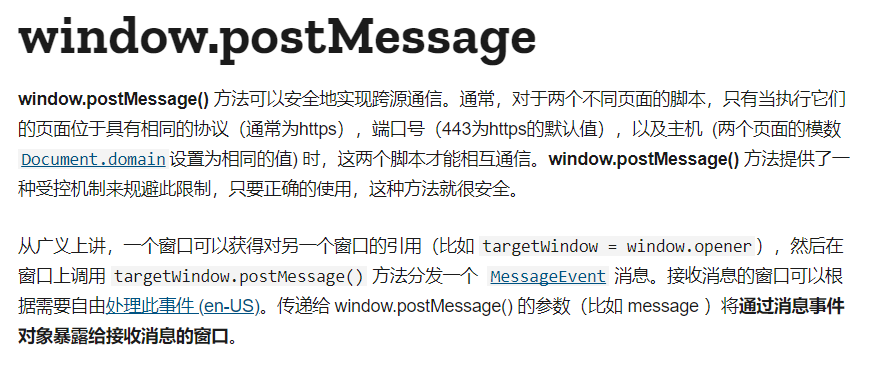 window.postMessage
window.postMessage() 方法可以安全地实现跨源通信。通常，对于两个不同页面的脚本，只有当执行它们
的页面位于具有相同的协议（通常为https），端口号（443为https的默认值），以及主机 (两个页面的模数
Document.domain设置为相同的值) 时，这两个脚本才能相互通信。window.postMessage() 方法提供了一
种受控机制来规避此限制，只要正确的使用，这种方法就很安全。
从广义上讲，一个窗口可以获得对另一个窗口的引用（比如 targetWindow = window.opener），然后在
窗口上调用 targetWindow.postMessage() 方法分发一个 MessageEvent 消息。接收消息的窗口可以根
据需要自由处理此事件 (en-US)。传递给 window.postMessage() 的参数（比如 message ）将通过消息事件
对象暴露给接收消息的窗口。